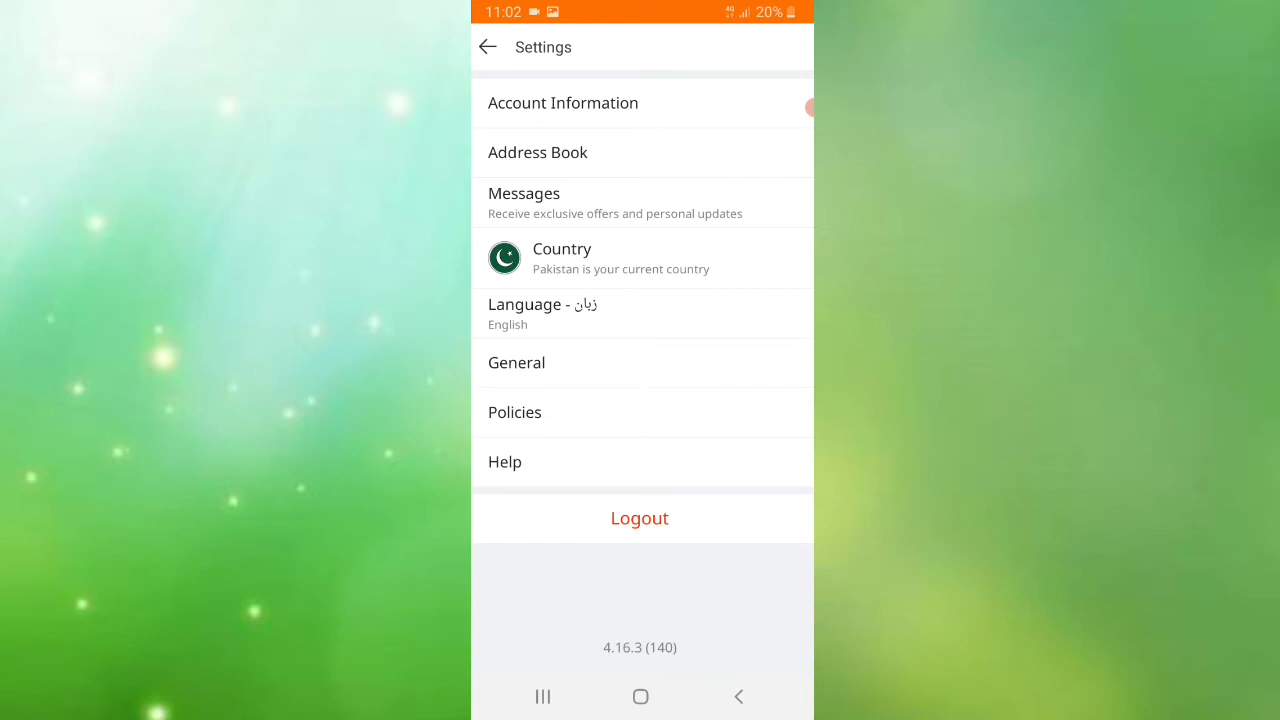 11:02 4G 20%
Settings
Account Information
Address Book
Messages
Receive exclusive offers and personal updates
Country
Pakistan is your current country
Language - زبان
English
General
Policies
Help
Logout
4.16.3 (140)